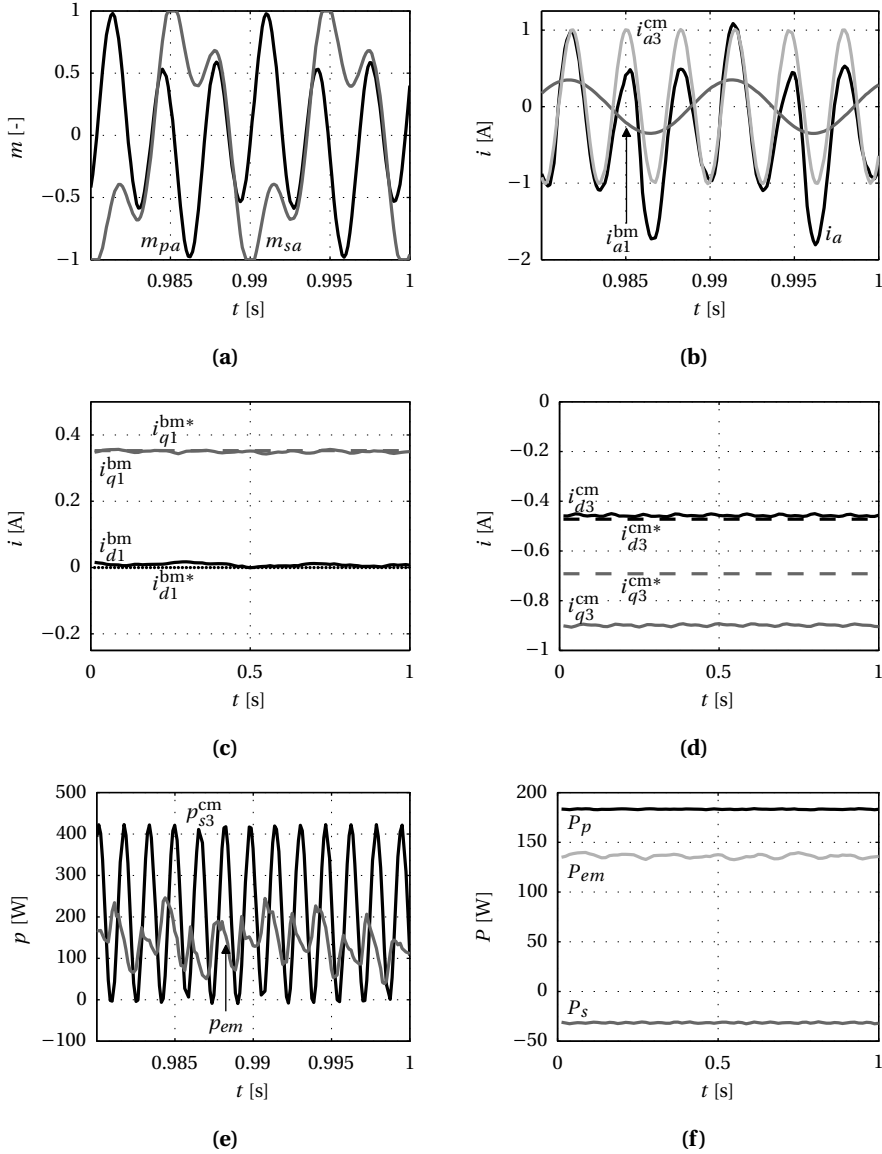 1
0.5
0
−0.5
−1
m [-]
m_pa
m_sa
0.985
0.99
0.995
1
t [s]
(a)
2
1
0
−1
−2
i [A]
i_a3^cm
i_a1^bm
i_a
0.985
0.99
0.995
1
t [s]
(b)
0.4
0.2
0
−0.2
i [A]
i_q1^bm*
i_q1^bm
i_d1^bm
i_d1^bm*
0
0.5
1
t [s]
(c)
0
−0.2
−0.4
−0.6
−0.8
−1
i [A]
i_d3^cm
i_d3^cm*
i_q3^cm*
i_q3^cm
0
0.5
1
t [s]
(d)
500
400
300
200
100
0
−100
p [W]
p_s3^cm
p_em
0.985
0.99
0.995
1
t [s]
(e)
200
150
100
50
0
−50
P [W]
P_p
P_em
P_s
0
0.5
1
t [s]
(f)